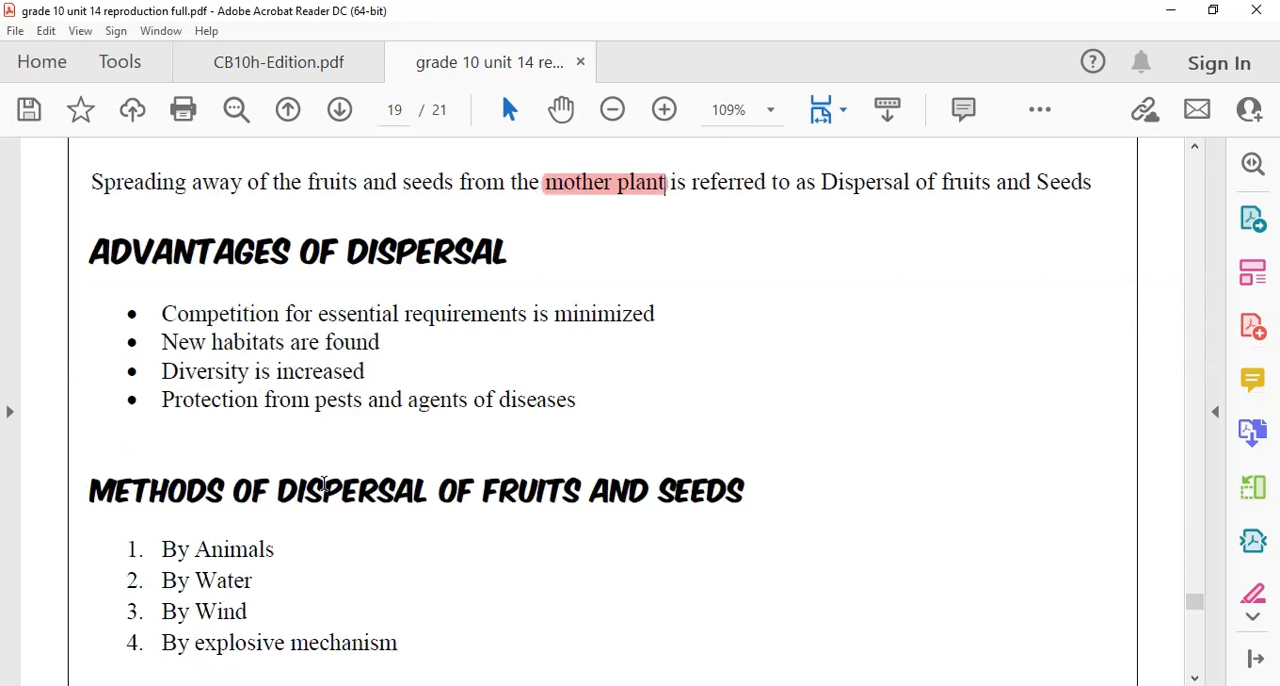 grade 10 unit 14 reproduction full.pdf - Adobe Acrobat Reader DC (64-bit)
File Edit View Sign Window Help
Home Tools CB10h-Edition.pdf grade 10 unit 14 re... × Sign In
19 / 21 109%
Spreading away of the fruits and seeds from the mother plant is referred to as Dispersal of fruits and Seeds
ADVANTAGES OF DISPERSAL
• Competition for essential requirements is minimized
• New habitats are found
• Diversity is increased
• Protection from pests and agents of diseases
METHODS OF DISPERSAL OF FRUITS AND SEEDS
1. By Animals
2. By Water
3. By Wind
4. By explosive mechanism